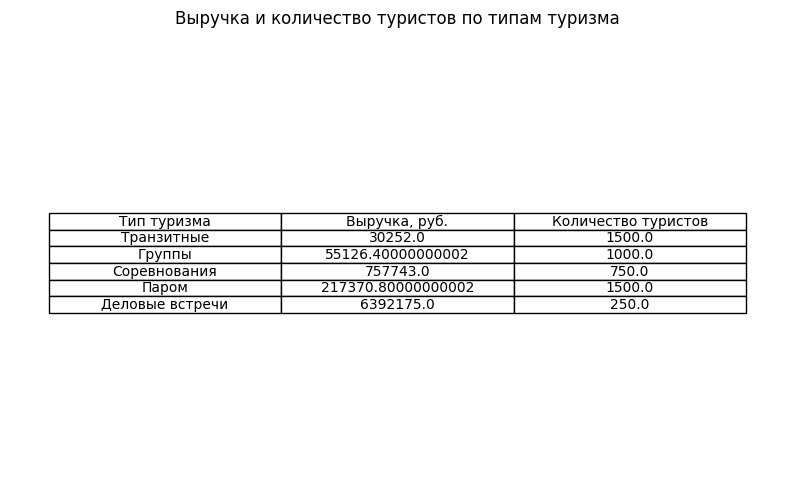 Выручка и количество туристов по типам туризма
Тип туризма Выручка, руб. Количество туристов
Транзитные 30252.0 1500.0
Группы 55126.40000000002 1000.0
Соревнования 757743.0 750.0
Паром 217370.80000000002 1500.0
Деловые встречи 6392175.0 250.0